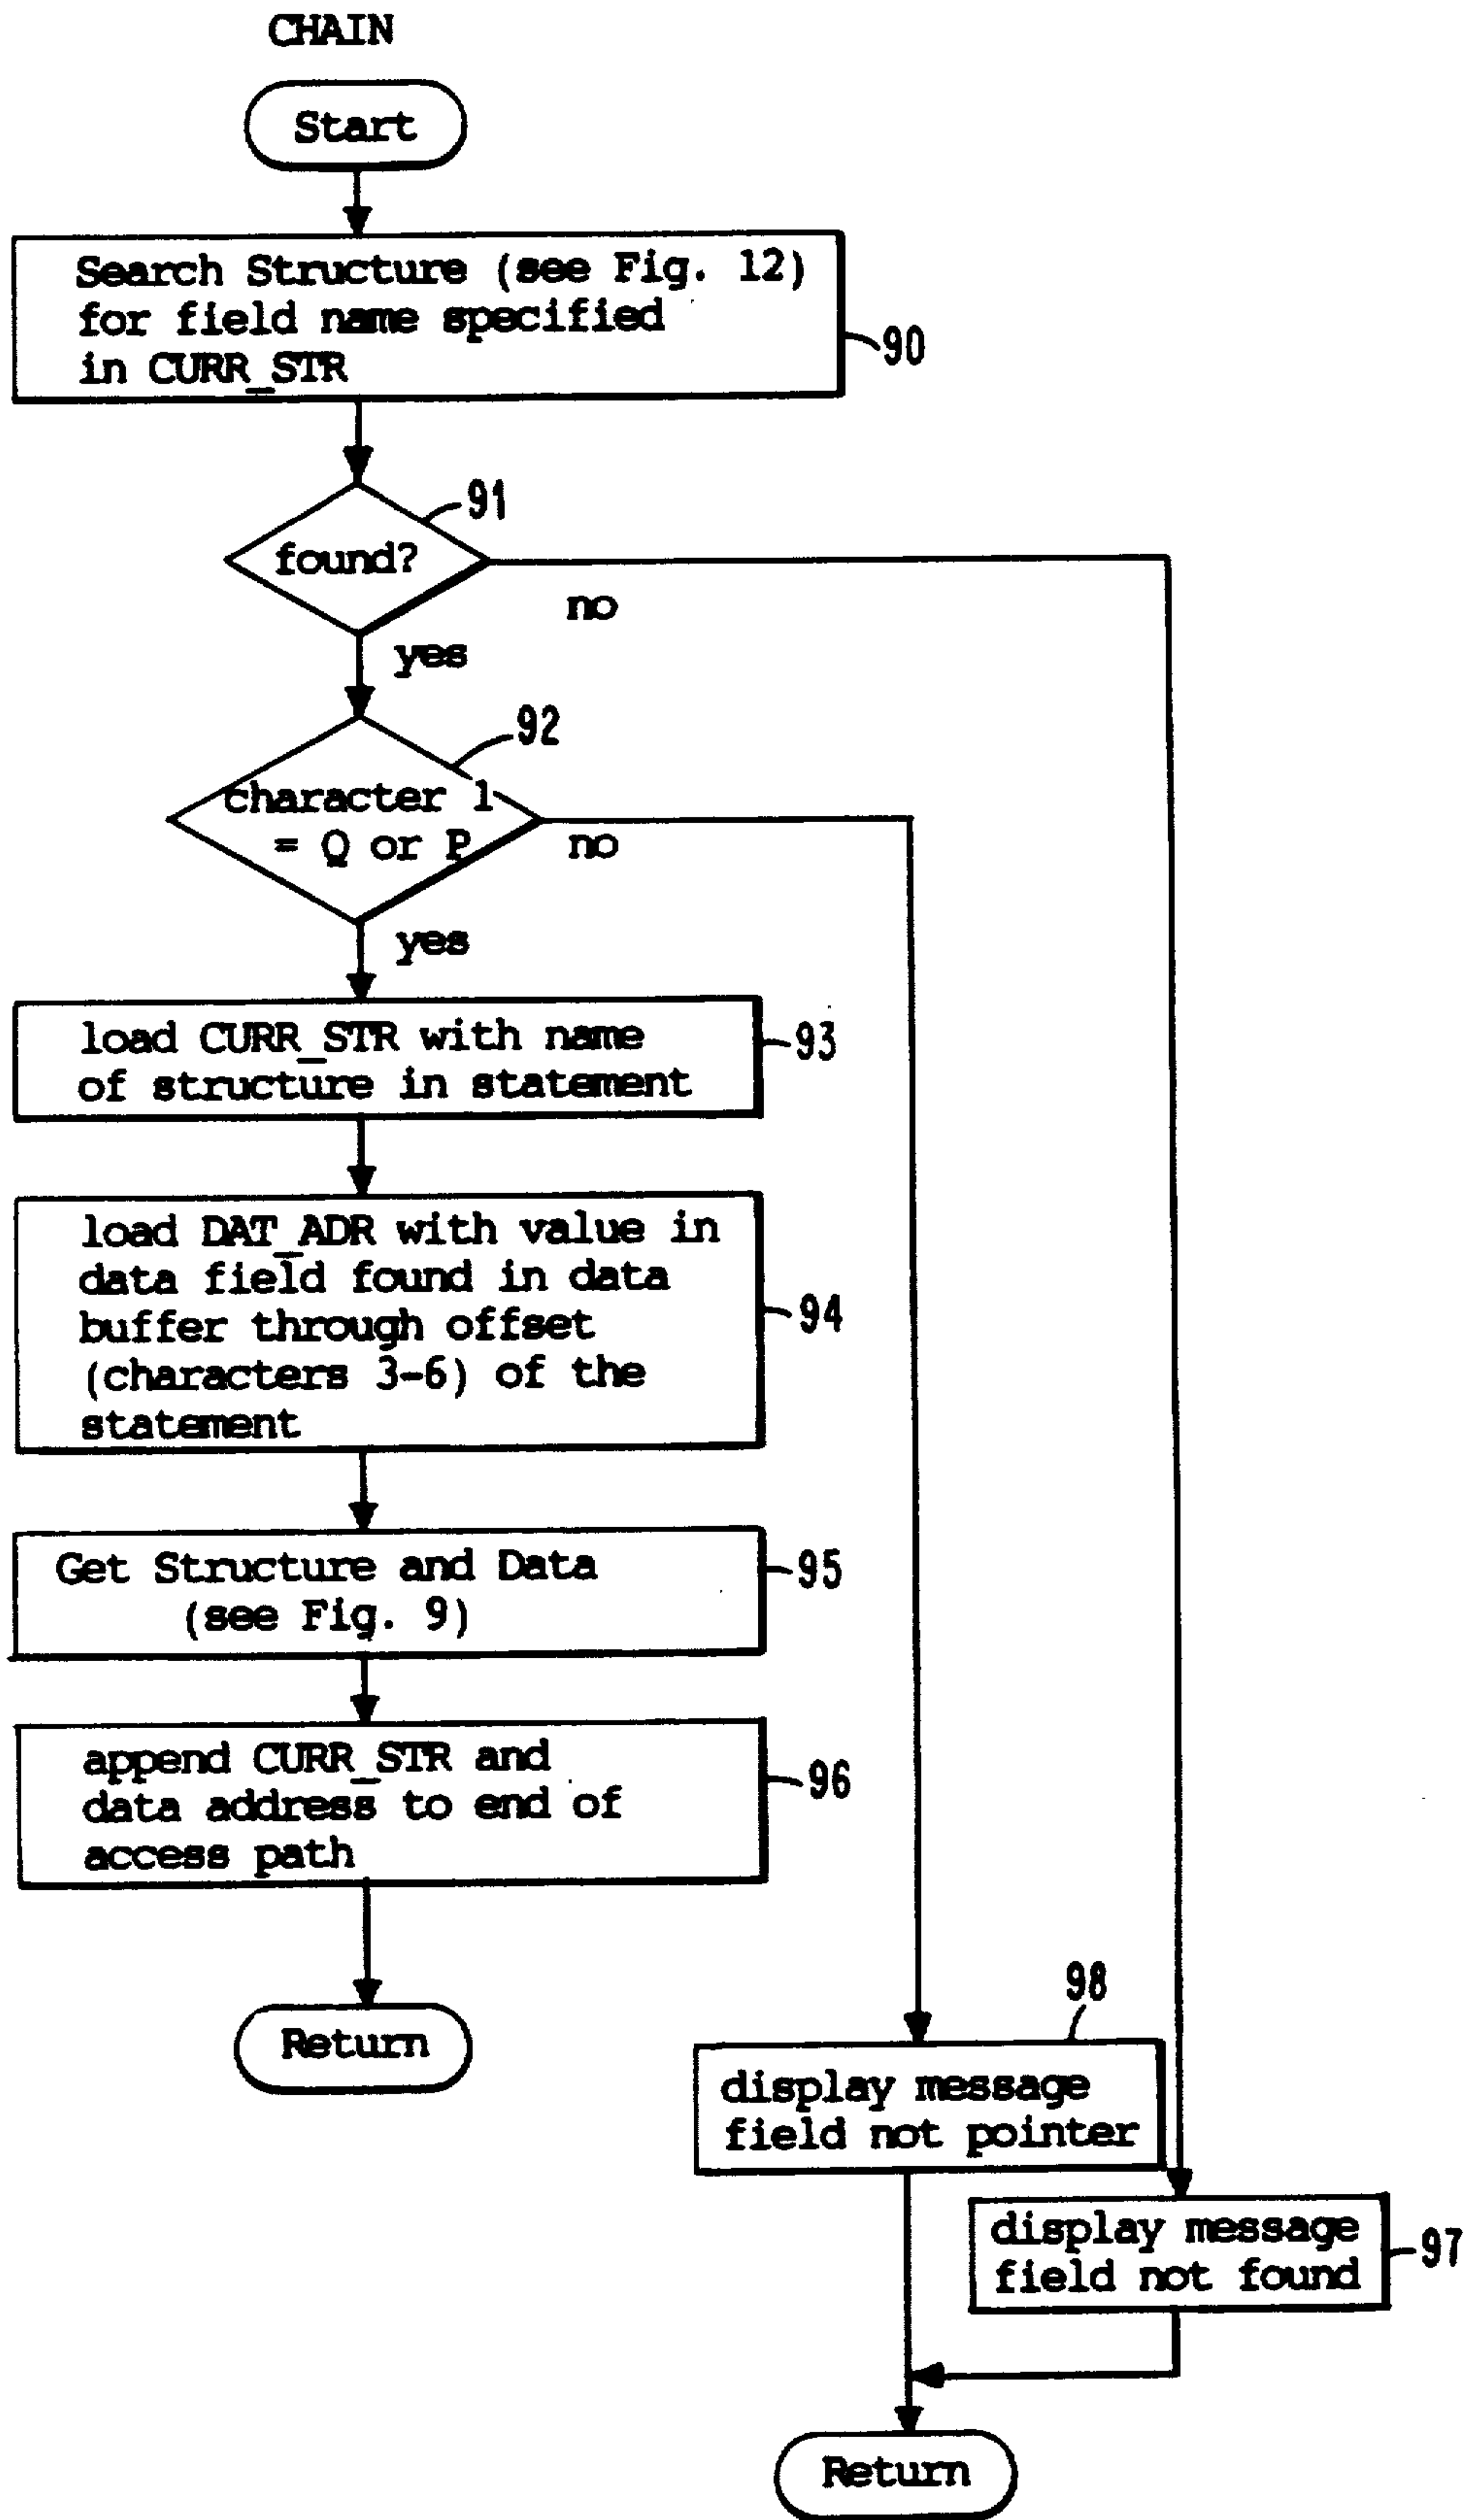 CHAIN
Start
Search Structure (see Fig. 12)
for field name specified
in CURR_STR
90
91
found?
no
yes
92
character 1
= Q or P
no
yes
load CURR_STR with name
of structure in statement
93
load DAT_ADR with value in
data field found in data
buffer through offset
(characters 3-6) of the
statement
94
Get Structure and Data
(see Fig. 9)
95
append CURR_STR and
data address to end of
access path
96
Return
98
display message
field not pointer
display message
field not found
97
Return